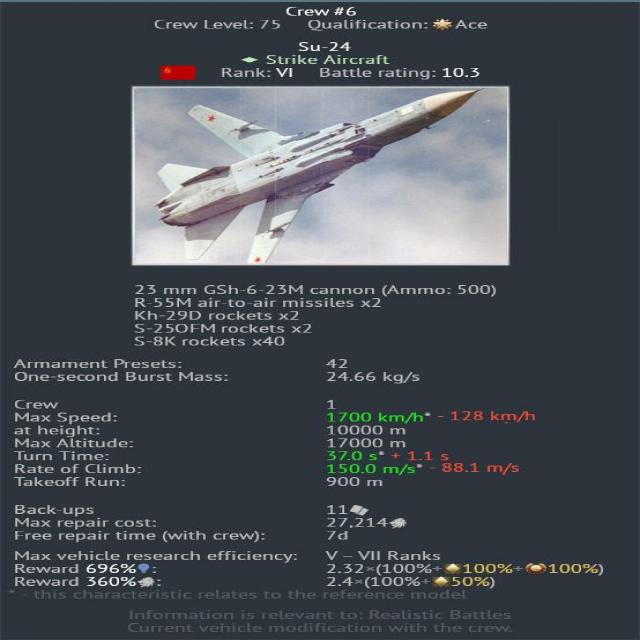 Crew #6
Crew Level: 75 Qualification: Ace
Su-24
Strike Aircraft
Rank: VI Battle rating: 10.3
23 mm GSh-6-23M cannon (Ammo: 500)
R-55M air-to-air missiles x2
Kh-29D rockets x2
S-25OFM rockets x2
S-8K rockets x40
Armament Presets: 42
One-second Burst Mass: 24.66 kg/s
Crew 1
Max Speed: 1700 km/h* - 128 km/h
at height: 10000 m
Max Altitude: 17000 m
Turn Time: 37.0 s* + 1.1 s
Rate of Climb: 150.0 m/s* - 88.1 m/s
Takeoff Run: 900 m
Back-ups 11
Max repair cost: 27,214
Free repair time (with crew): 7d
Max vehicle research efficiency: V – VII Ranks
Reward 696%: 2.32×(100%+100%+100%)
Reward 360%: 2.4×(100%+50%)
* - this characteristic relates to the reference model
Information is relevant to: Realistic Battles
Current vehicle modification with the crew.